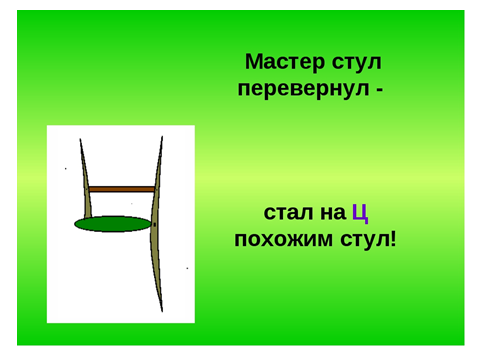 Мастер стул
перевернул -
стал на Ц
похожим стул!